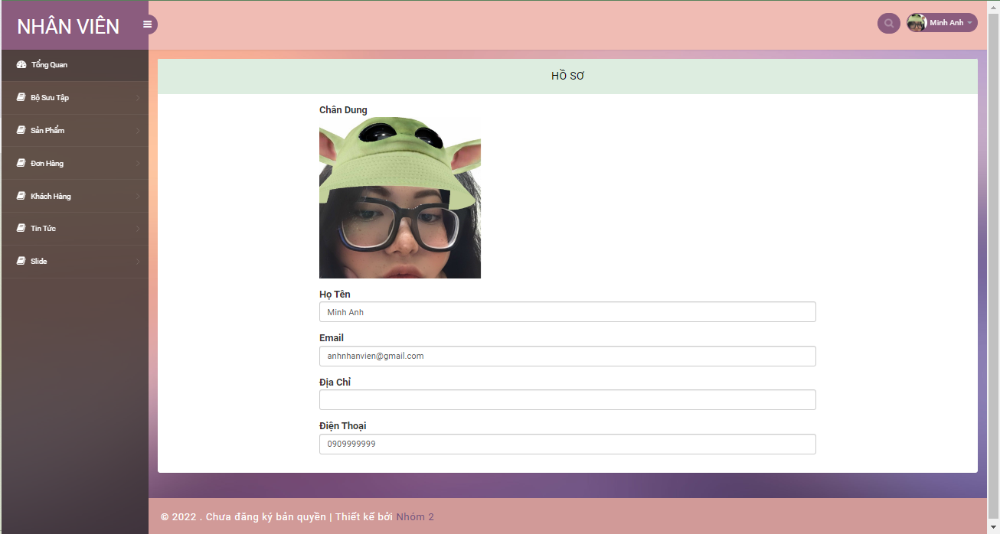 NHÂN VIÊN
Minh Anh
Tổng Quan
Bộ Sưu Tập
Sản Phẩm
Đơn Hàng
Khách Hàng
Tin Tức
Slide
HỒ SƠ
Chân Dung
Họ Tên
Minh Anh
Email
anhnhanvien@gmail.com
Địa Chỉ
Điện Thoại
0909999999
© 2022 . Chưa đăng ký bản quyền | Thiết kế bởi Nhóm 2